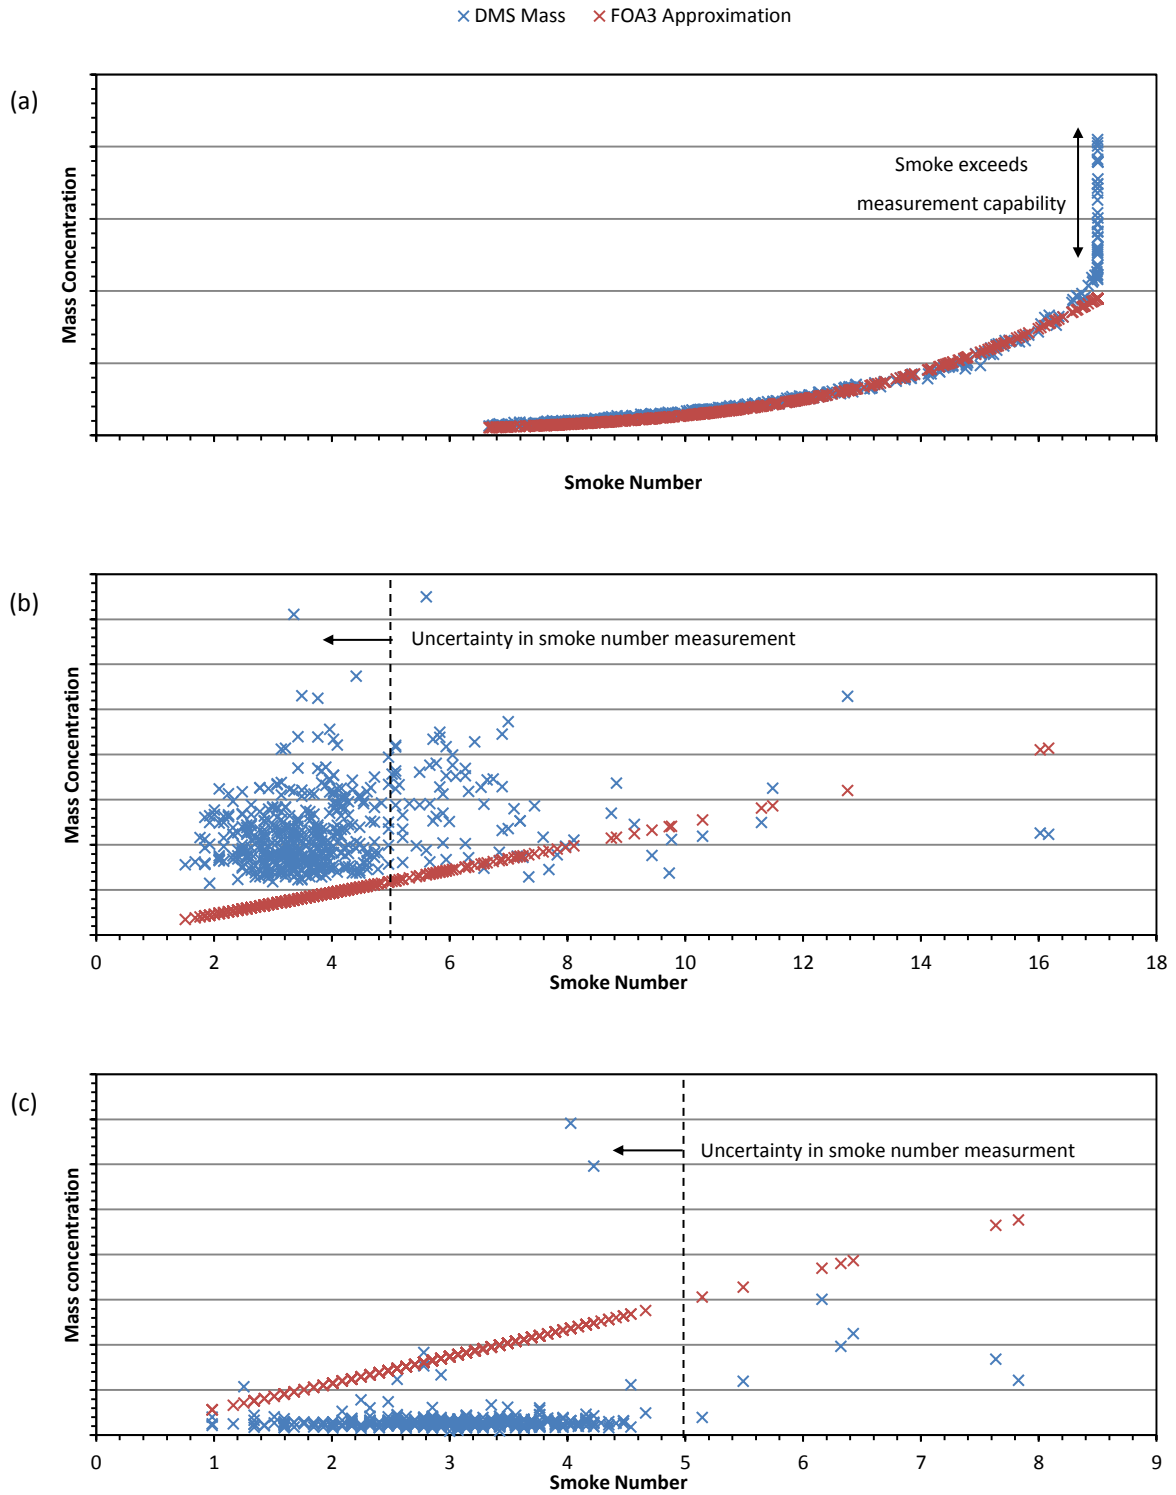 DMS Mass FOA3 Approximation
(a)
Mass Concentration
Smoke exceeds
measurement capability
Smoke Number
(b)
Mass Concentration
Uncertainty in smoke number measurement
0 2 4 6 8 10 12 14 16 18
Smoke Number
(c)
Mass concentration
Uncertainty in smoke number measurment
0 1 2 3 4 5 6 7 8 9
Smoke Number